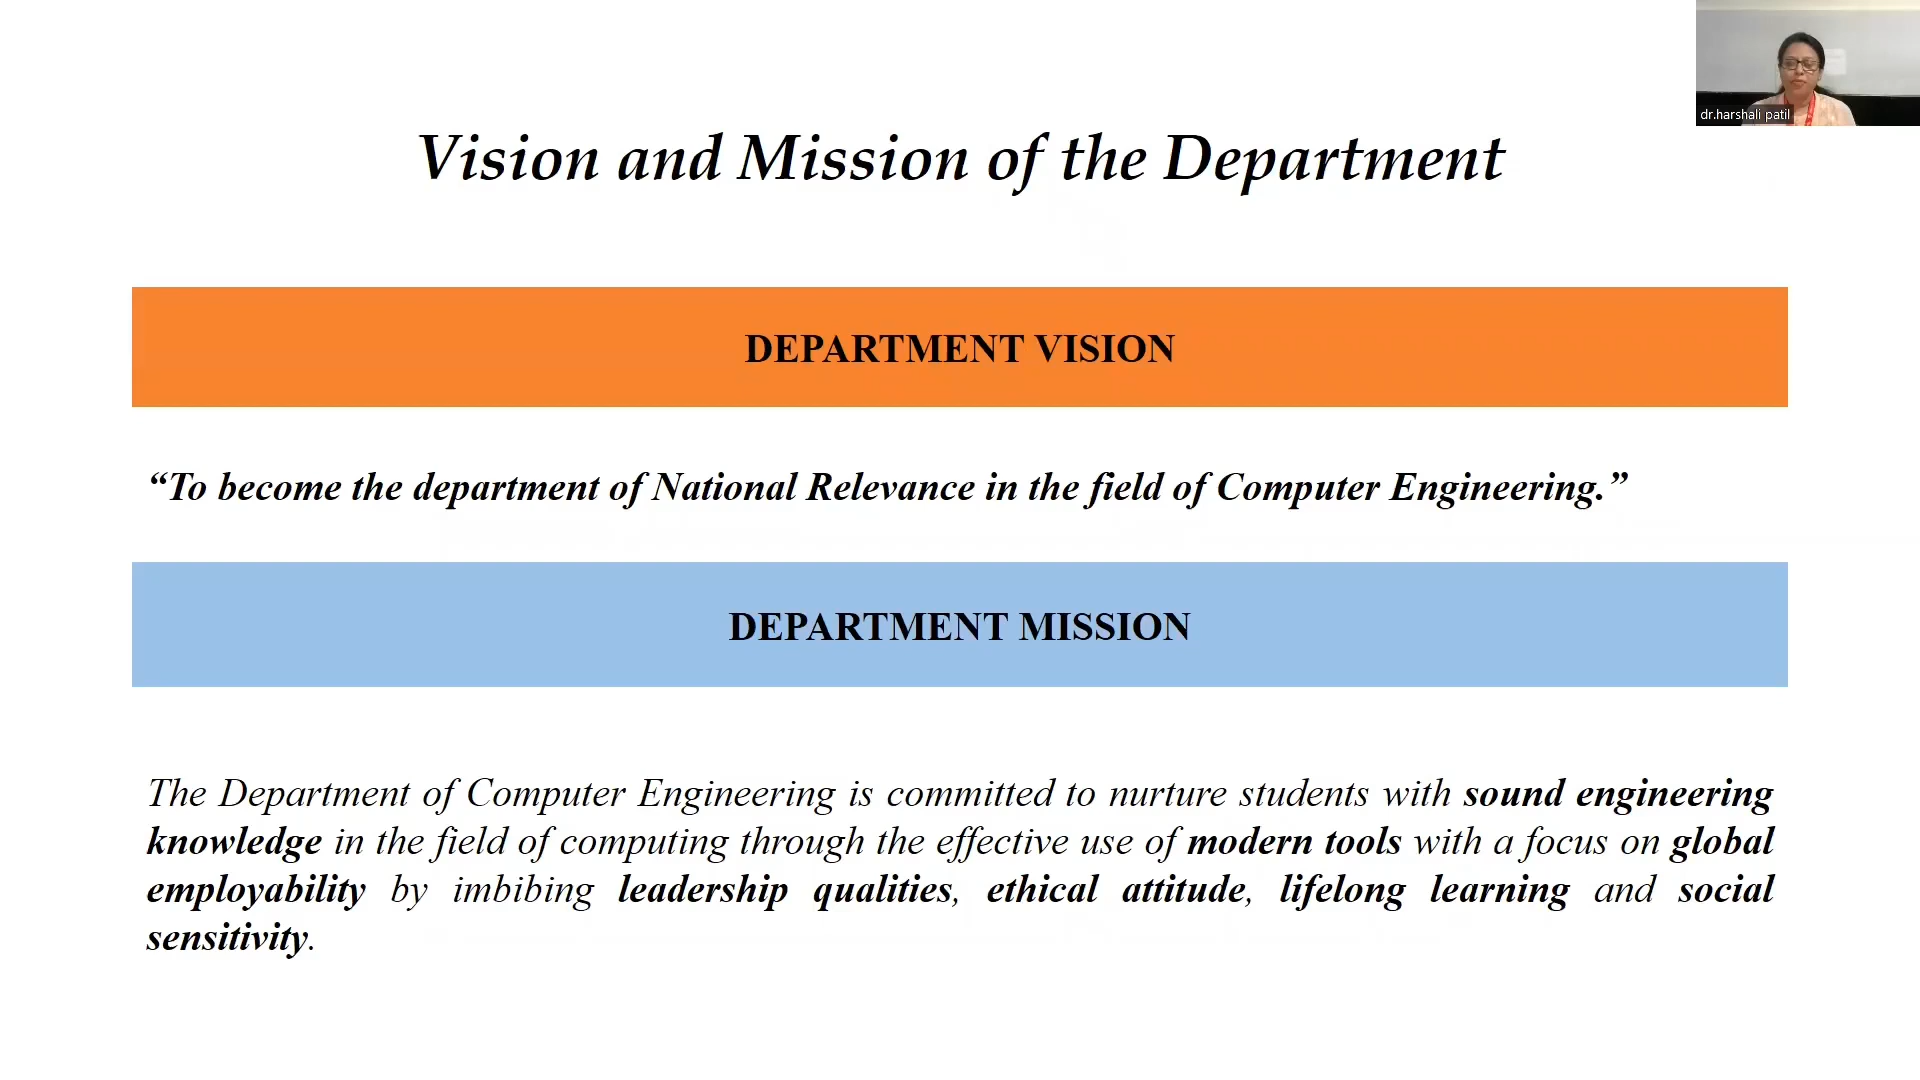 dr.harshali patil
Vision and Mission of the Department
DEPARTMENT VISION
“To become the department of National Relevance in the field of Computer Engineering.”
DEPARTMENT MISSION
The Department of Computer Engineering is committed to nurture students with sound engineering
knowledge in the field of computing through the effective use of modern tools with a focus on global
employability by imbibing leadership qualities, ethical attitude, lifelong learning and social
sensitivity.